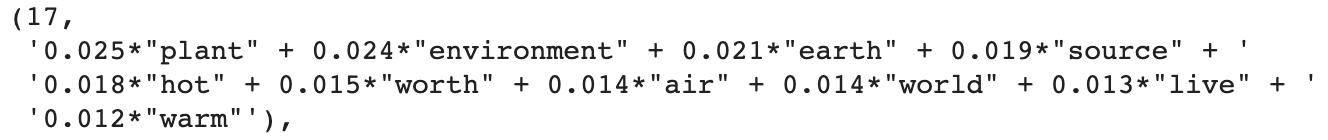 (17,
'0.025*"plant" + 0.024*"environment" + 0.021*"earth" + 0.019*"source" + '
'0.018*"hot" + 0.015*"worth" + 0.014*"air" + 0.014*"world" + 0.013*"live" + '
'0.012*"warm"'),